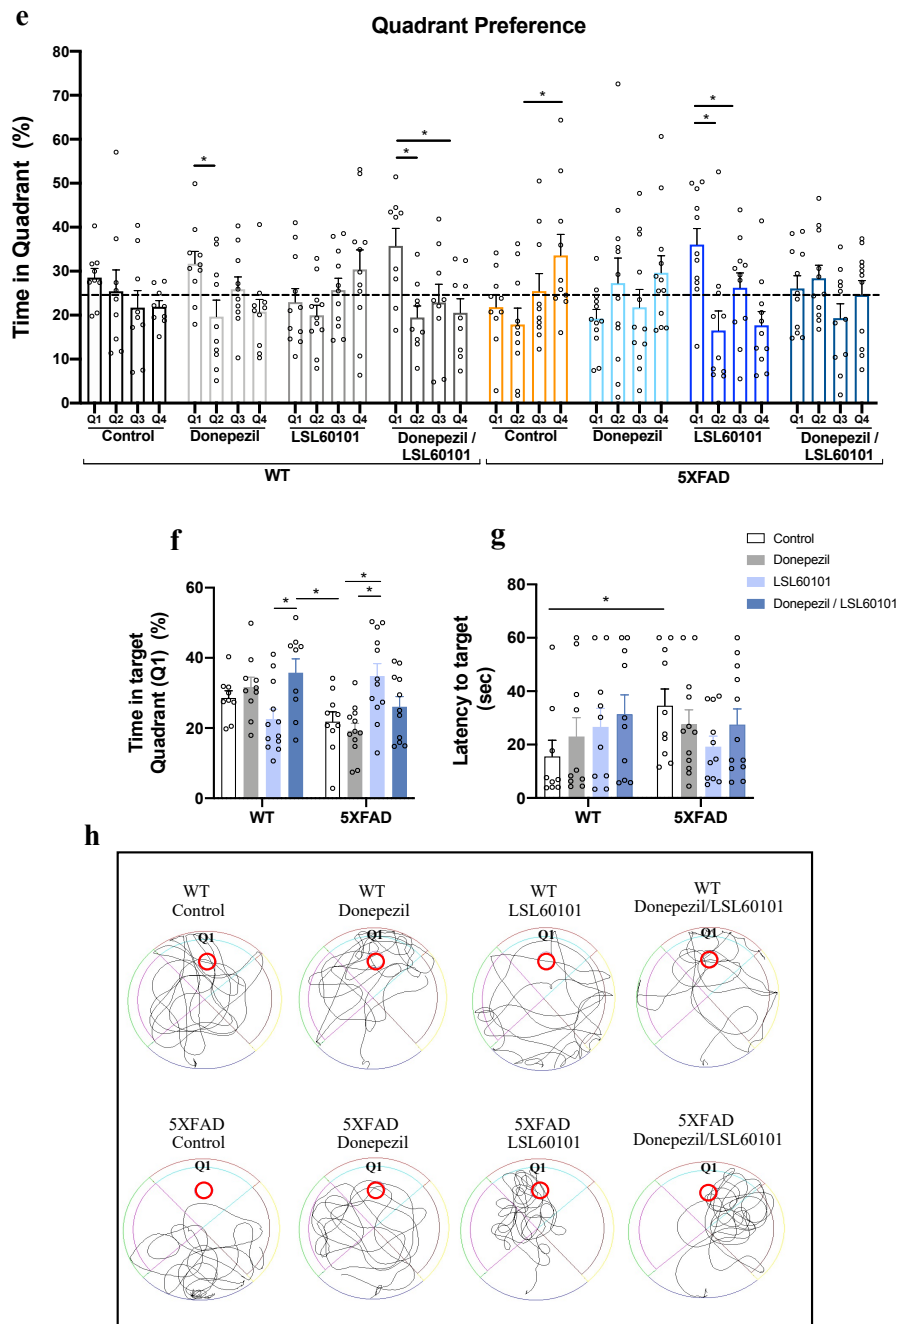 e
Quadrant Preference
Time in Quadrant (%)
80
70
60
50
40
30
20
10
0
* * * * * * *
Q1 Q2 Q3 Q4 Q1 Q2 Q3 Q4 Q1 Q2 Q3 Q4 Q1 Q2 Q3 Q4 Q1 Q2 Q3 Q4 Q1 Q2 Q3 Q4 Q1 Q2 Q3 Q4 Q1 Q2 Q3 Q4
Control Donepezil LSL60101 Donepezil / Control Donepezil LSL60101 Donepezil /
LSL60101 LSL60101
WT 5XFAD
f
Time in target
Quadrant (Q1) (%)
60
40
20
0
* * * *
WT 5XFAD
g
Control
Donepezil
LSL60101
Donepezil / LSL60101
Latency to target
(sec)
80
60
40
20
0
*
WT 5XFAD
h
WT WT WT WT
Control Donepezil LSL60101 Donepezil/LSL60101
Q1 Q1 Q1 Q1
5XFAD 5XFAD 5XFAD 5XFAD
Control Donepezil LSL60101 Donepezil/LSL60101
Q1 Q1 Q1 Q1